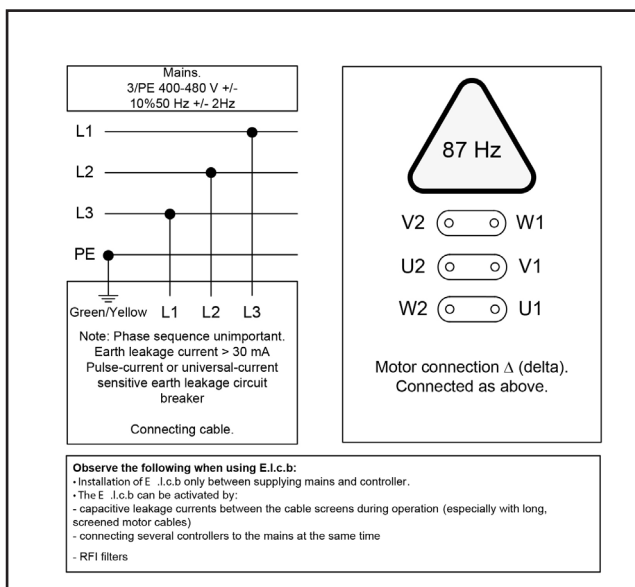 Mains.
3/PE 400-480 V +/-
10%50 Hz +/- 2Hz
L1
L2
L3
PE
Green/Yellow L1 L2 L3
Note: Phase sequence unimportant.
Earth leakage current > 30 mA
Pulse-current or universal-current
sensitive earth leakage circuit
breaker
Connecting cable.
87 Hz
V2 W1
U2 V1
W2 U1
Motor connection Δ (delta).
Connected as above.
Observe the following when using E.l.c.b:
• Installation of E .l.c.b only between supplying mains and controller.
• The E .l.c.b can be activated by:
- capacitive leakage currents between the cable screens during operation (especially with long,
screened motor cables)
- connecting several controllers to the mains at the same time
- RFI filters